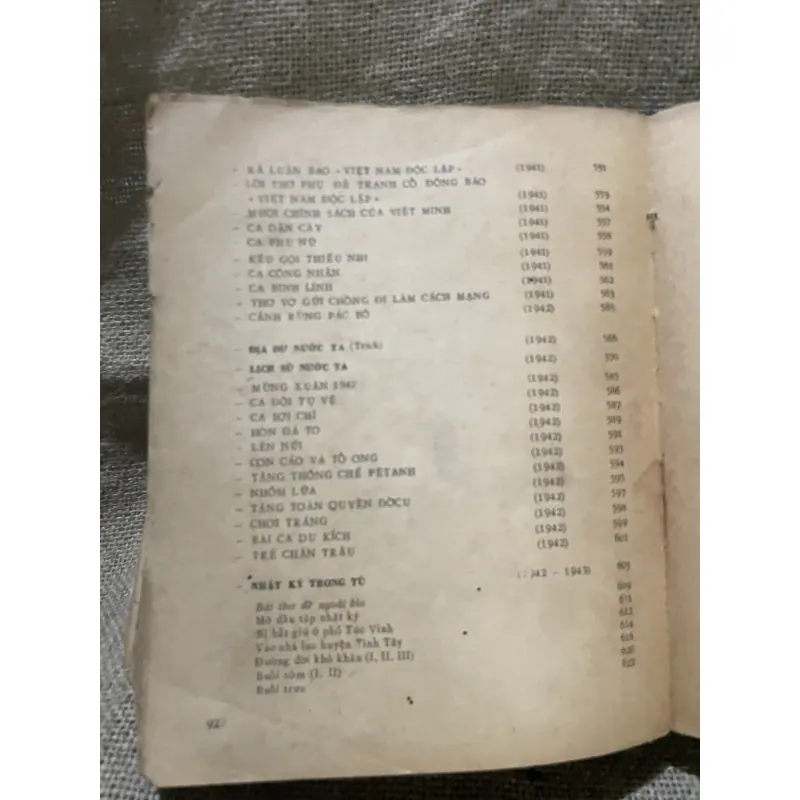 - XÃ LUẬN BÁO «VIỆT NAM ĐỘC LẬP» (1941)
- LỜI THƠ PHỤ ĐỀ TRANH CỔ ĐỘNG BÁO
«VIỆT NAM ĐỘC LẬP» (1941) 553
- MƯỜI CHÍNH SÁCH CỦA VIỆT MINH (1941) 554
- CA DÂN CÀY (1941) 557
CA PHỤ NỮ (1941) 558
- KÊU GỌI THIẾU NHI (1941) 559
- CA CÔNG NHÂN (1941) 561
- CA BINH LÍNH (1941) 562
- THƠ VỢ GỬI CHỒNG ĐI LÀM CÁCH MẠNG (1941) 563
- CẢNH RỪNG PÁC BÓ (1942) 565
- ĐỊA DƯ NƯỚC TA (Trích) (1942) 566
- LỊCH SỬ NƯỚC TA (1942) 570
- MỪNG XUÂN 1942 (1942) 585
- CA ĐỘI TỰ VỆ (1942) 586
- CA SỢI CHỈ (1942) 587
- HÒN ĐÁ TO (1942) 589
- LÊN NÚI (1942) 591
- CON CÁO VÀ TỔ ONG (1942) 593
- TẶNG THỐNG CHẾ PÊTANH (1942) 594
- NHÓM LỬA (1942) 595
- TẶNG TOÀN QUYỀN ĐỜCU (1942) 597
- CHƠI TRĂNG (1942) 598
- BÀI CA DU KÍCH (1942) 599
- TRẺ CHĂN TRÂU (1942) 601
- NHẬT KÝ TRONG TÙ (1942 - 1943) 603
Bài thơ đề ngoài bìa 609
Mở đầu tập nhật ký 611
Bị bắt giữ ở phố Túc Vinh 612
Vào nhà lao huyện Tĩnh Tây 614
Đường đời khó khăn (I, II, III) 616
Buổi sớm (I, II) 620
Buổi trưa 622
92